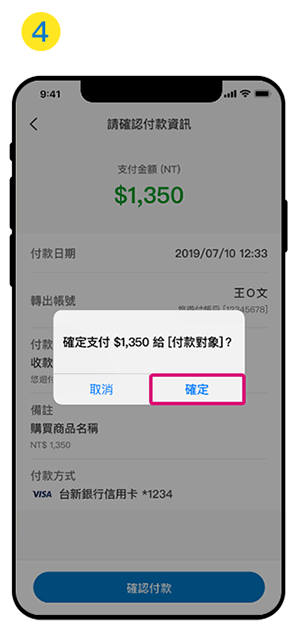 4
9:41
請確認付款資訊
支付金額 (NT)
$1,350
付款日期 2019/07/10 12:33
轉出帳號 王O文
[12345678]
確定支付 $1,350 給 [付款對象]?
付款
收款
悠遊付
取消 確定
備註
購買商品名稱
NT$ 1,350
付款方式
VISA 台新銀行信用卡 *1234
確認付款